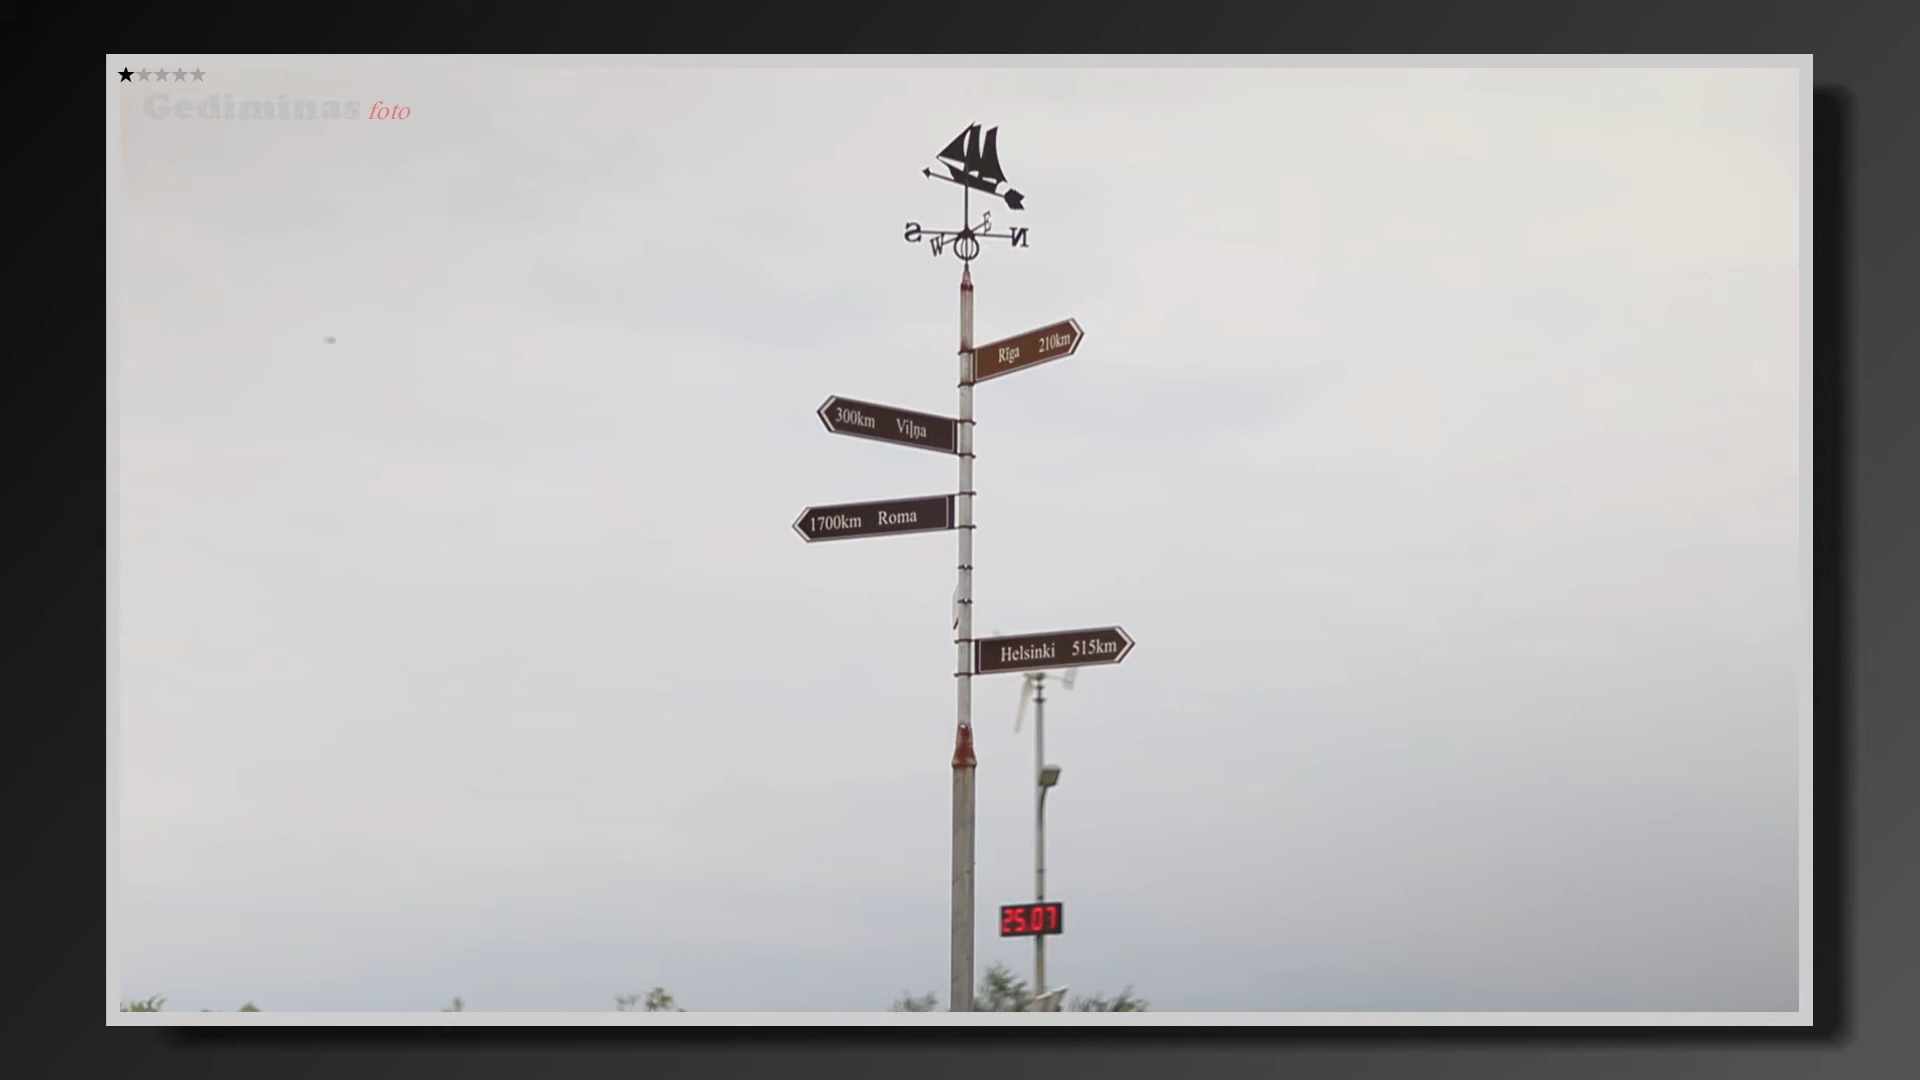 Gediminas foto
E
S N
W
Rīga 210km
300km Viļņa
1700km Roma
Helsinki 515km
25.07